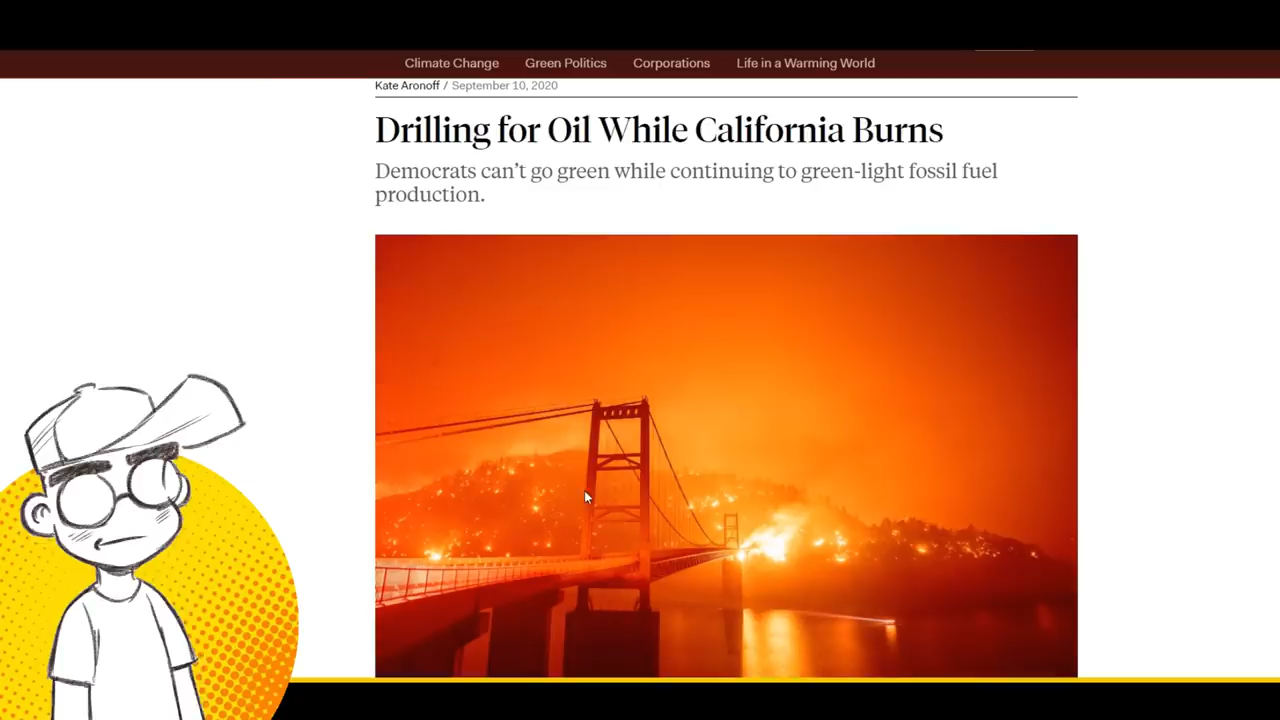 Climate Change Green Politics Corporations Life in a Warming World
Kate Aronoff / September 10, 2020
Drilling for Oil While California Burns
Democrats can’t go green while continuing to green-light fossil fuel
production.